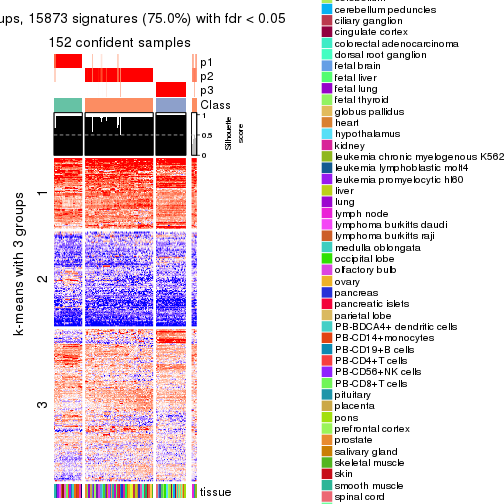 ups, 15873 signatures (75.0%) with fdr < 0.05
152 confident samples
p1
p2
p3
Class
1
0.5
0
Silhouette
score
k-means with 3 groups
1
2
3
tissue
cerebellum peduncles
ciliary ganglion
cingulate cortex
colorectal adenocarcinoma
dorsal root ganglion
fetal brain
fetal liver
fetal lung
fetal thyroid
globus pallidus
heart
hypothalamus
kidney
leukemia chronic myelogenous K562
leukemia lymphoblastic molt4
leukemia promyelocytic hl60
liver
lung
lymph node
lymphoma burkitts daudi
lymphoma burkitts raji
medulla oblongata
occipital lobe
olfactory bulb
ovary
pancreas
pancreatic islets
parietal lobe
PB-BDCA4+ dendritic cells
PB-CD14+monocytes
PB-CD19+B cells
PB-CD4+T cells
PB-CD56+NK cells
PB-CD8+T cells
pituitary
placenta
pons
prefrontal cortex
prostate
salivary gland
skeletal muscle
skin
smooth muscle
spinal cord